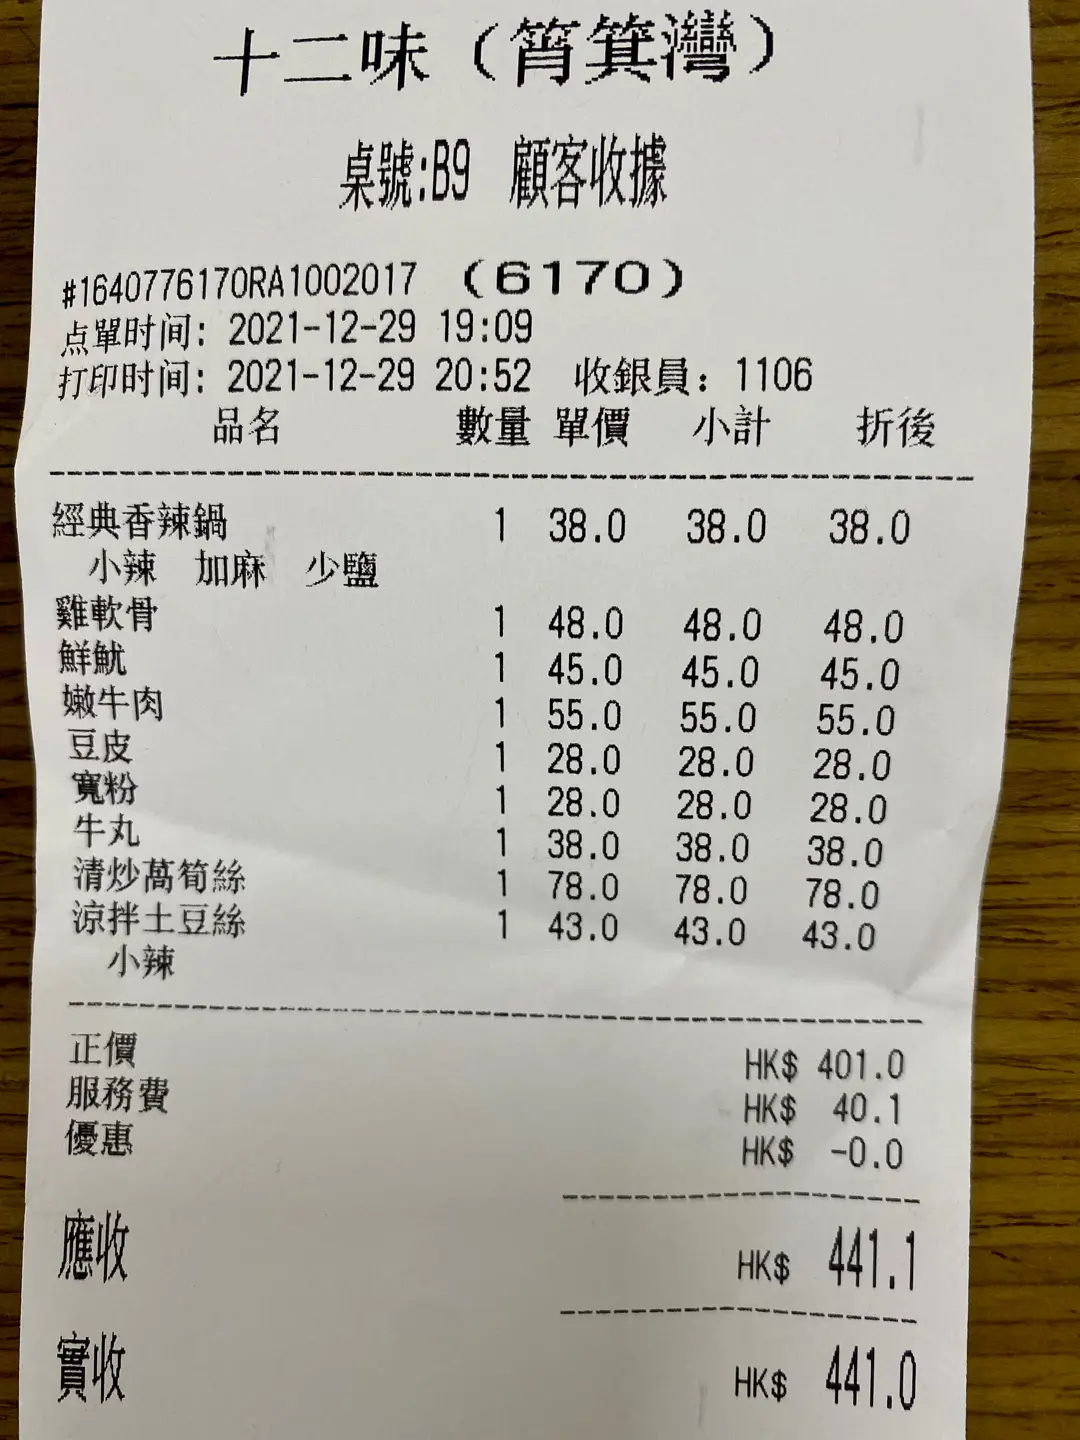 十二味（筲箕灣）
桌號:B9 顧客收據
#1640776170RA1002017 (6170)
点單时间: 2021-12-29 19:09
打印时间: 2021-12-29 20:52 收銀員: 1106
品名 數量 單價 小計 折後
經典香辣鍋 1 38.0 38.0 38.0
小辣 加麻 少鹽
雞軟骨 1 48.0 48.0 48.0
鮮魷 1 45.0 45.0 45.0
嫩牛肉 1 55.0 55.0 55.0
豆皮 1 28.0 28.0 28.0
寬粉 1 28.0 28.0 28.0
牛丸 1 38.0 38.0 38.0
清炒萵筍絲 1 78.0 78.0 78.0
涼拌土豆絲 1 43.0 43.0 43.0
小辣
正價 HK$ 401.0
服務費 HK$ 40.1
優惠 HK$ -0.0
應收 HK$ 441.1
實收 HK$ 441.0